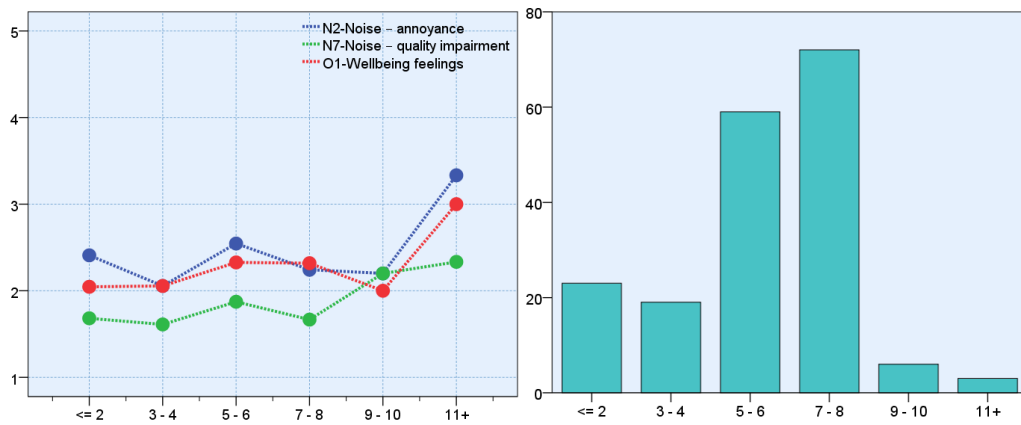 5
4
3
2
1
N2-Noise – annoyance
N7-Noise – quality impairment
O1-Wellbeing feelings
<= 2 3 - 4 5 - 6 7 - 8 9 - 10 11+
80
60
40
20
0
<= 2 3 - 4 5 - 6 7 - 8 9 - 10 11+